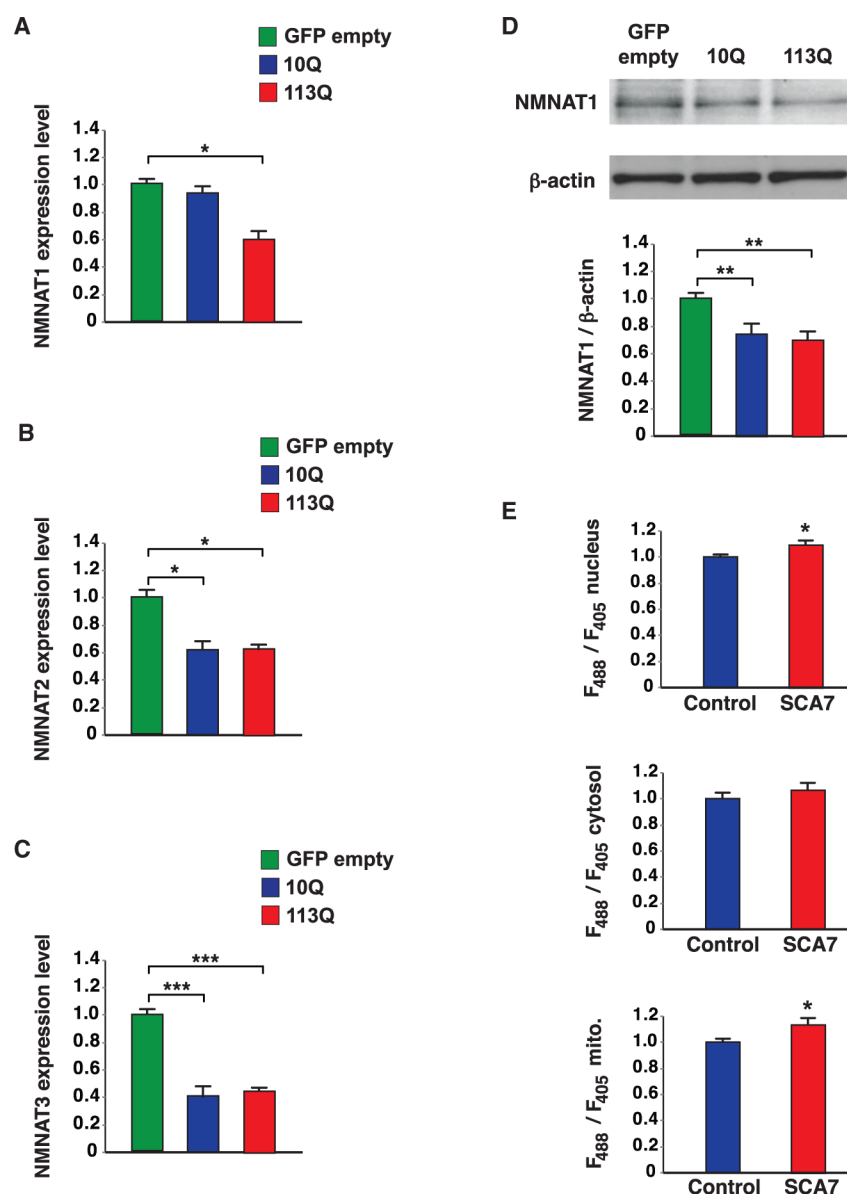 A
GFP empty
10Q
113Q
NMNAT1 expression level
1.4
1.2
1.0
0.8
0.6
0.4
0.2
0
*
B
GFP empty
10Q
113Q
NMNAT2 expression level
1.4
1.2
1.0
0.8
0.6
0.4
0.2
0
*
*
C
GFP empty
10Q
113Q
NMNAT3 expression level
1.4
1.2
1.0
0.8
0.6
0.4
0.2
0
***
***
D
GFP
empty 10Q 113Q
NMNAT1
β-actin
NMNAT1 / β-actin
1.4
1.2
1.0
0.8
0.6
0.4
0.2
0
**
**
E
F488 / F405 nucleus
1.2
1.0
0.8
0.6
0.4
0.2
0
*
Control SCA7
F488 / F405 cytosol
1.2
1.0
0.8
0.6
0.4
0.2
0
Control SCA7
F488 / F405 mito.
1.2
1.0
0.8
0.6
0.4
0.2
0
*
Control SCA7